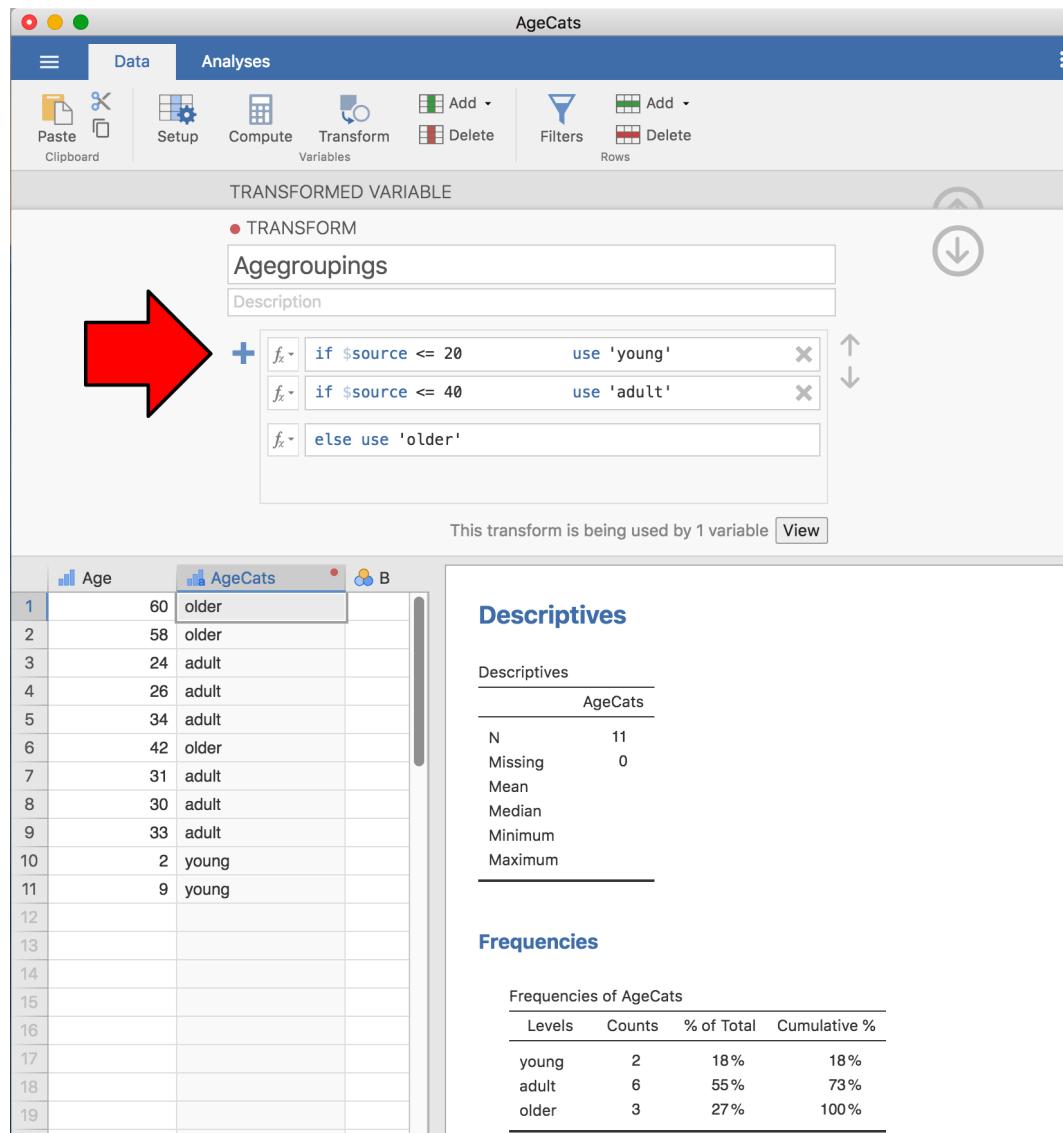 AgeCats
Data Analyses
Paste Setup Compute Transform Add Delete Filters Add Delete
Clipboard Variables Rows
TRANSFORMED VARIABLE
TRANSFORM
Agegroupings
Description
fx if $source <= 20 use 'young'
fx if $source <= 40 use 'adult'
fx else use 'older'
This transform is being used by 1 variable View
Age AgeCats B
1 60 older
2 58 older
3 24 adult
4 26 adult
5 34 adult
6 42 older
7 31 adult
8 30 adult
9 33 adult
10 2 young
11 9 young
12
13
14
15
16
17
18
19
Descriptives
Descriptives
AgeCats
N 11
Missing 0
Mean
Median
Minimum
Maximum
Frequencies
Frequencies of AgeCats
Levels Counts % of Total Cumulative %
young 2 18% 18%
adult 6 55% 73%
older 3 27% 100%